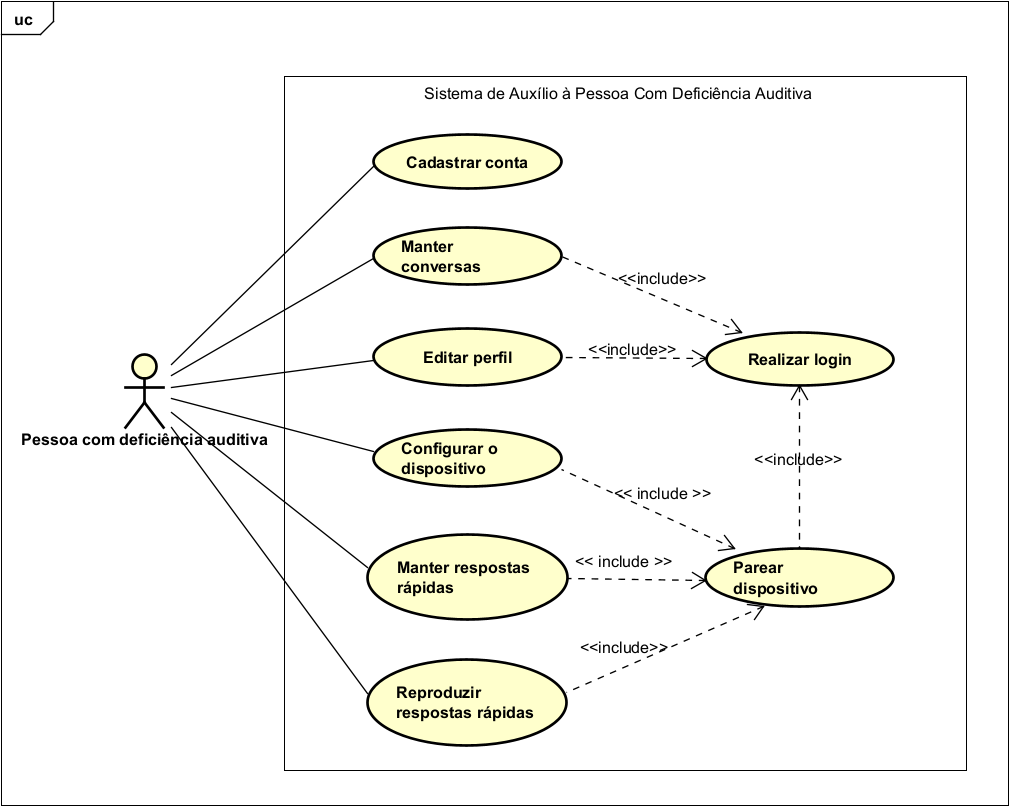 uc
Sistema de Auxílio à Pessoa Com Deficiência Auditiva
Cadastrar conta
Manter
conversas
<<include>>
Editar perfil
<<include>>
Realizar login
Pessoa com deficiência auditiva
Configurar o
dispositivo
<<include>>
<< include >>
Manter respostas
rápidas
<< include >>
Parear
dispositivo
<<include>>
Reproduzir
respostas rápidas